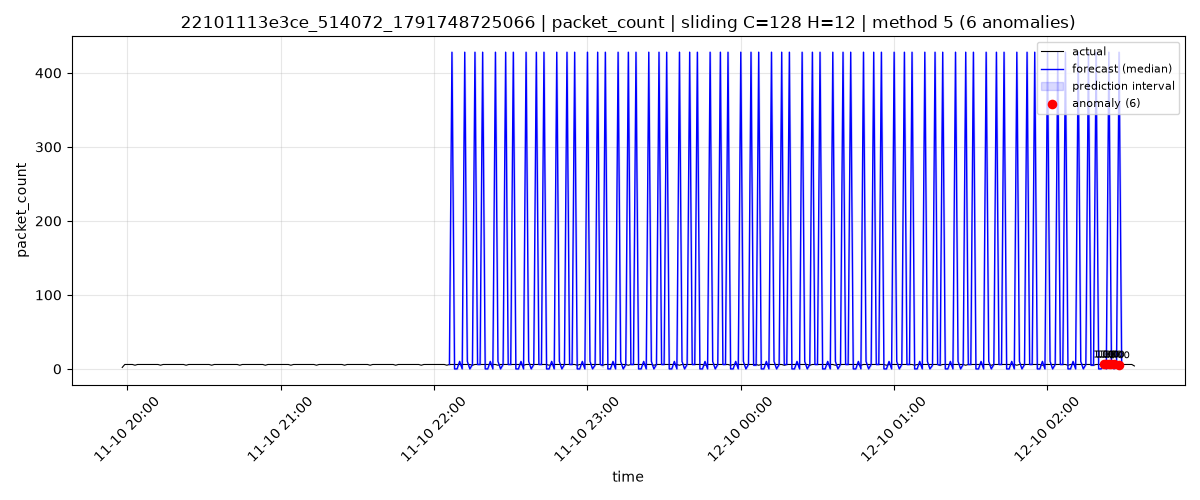 22101113e3ce_514072_1791748725066 | packet_count | sliding C=128 H=12 | method 5 (6 anomalies)
actual
forecast (median)
prediction interval
anomaly (6)
packet_count
400
300
200
100
0
11-10 20:00
11-10 21:00
11-10 22:00
11-10 23:00
12-10 00:00
12-10 01:00
12-10 02:00
time